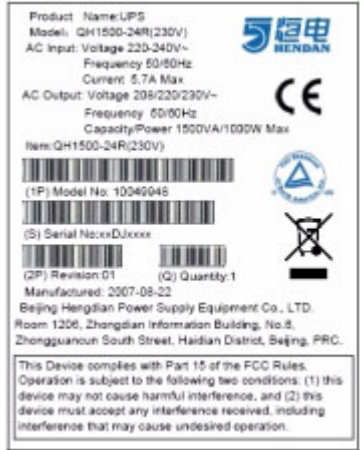 Product Name:UPS
Model: QH1500-24R(230V)
AC Input: Voltage 220-240V~
Frequency 50/60Hz
Current 5.7A Max
AC Output: Voltage 208/220/230V~
Frequency 50/60Hz
Capacity/Power 1500VA/1000W Max
Item:QH1500-24R(230V)
恒电
HENDAN
CE
(1P) Model No: 10049948
(S) Serial No:xxDJxxxx
(2P) Revision:01 (Q) Quantity:1
Manufactured: 2007-08-22
Beijing Hengdian Power Supply Equipment Co., LTD.
Room 1206, Zhongdian Information Building, No.6,
Zhongguancun South Street, Haidian District, Beijing, PRC.
This Device complies with Part 15 of the FCC Rules.
Operation is subject to the following two conditions: (1) this
device may not cause harmful interference, and (2) this
device must accept any interference received, including
interference that may cause undesired operation.